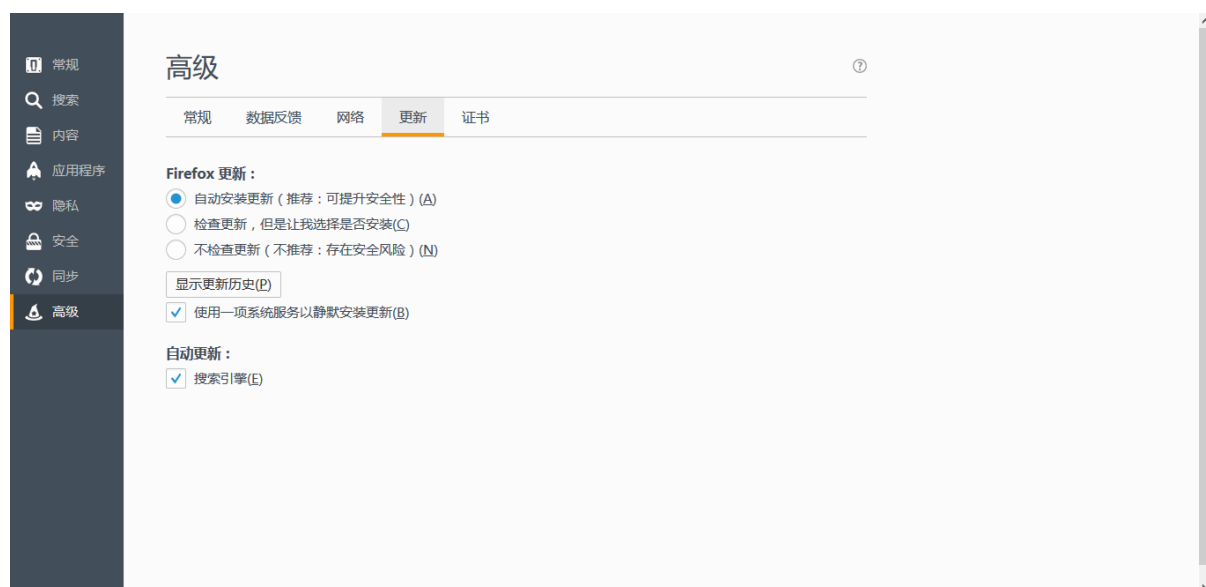 常规
搜索
内容
应用程序
隐私
安全
同步
高级
高级
常规 数据反馈 网络 更新 证书
Firefox 更新：
自动安装更新（推荐：可提升安全性）(A)
检查更新，但是让我选择是否安装(C)
不检查更新（不推荐：存在安全风险）(N)
显示更新历史(P)
使用一项系统服务以静默安装更新(B)
自动更新：
搜索引擎(E)